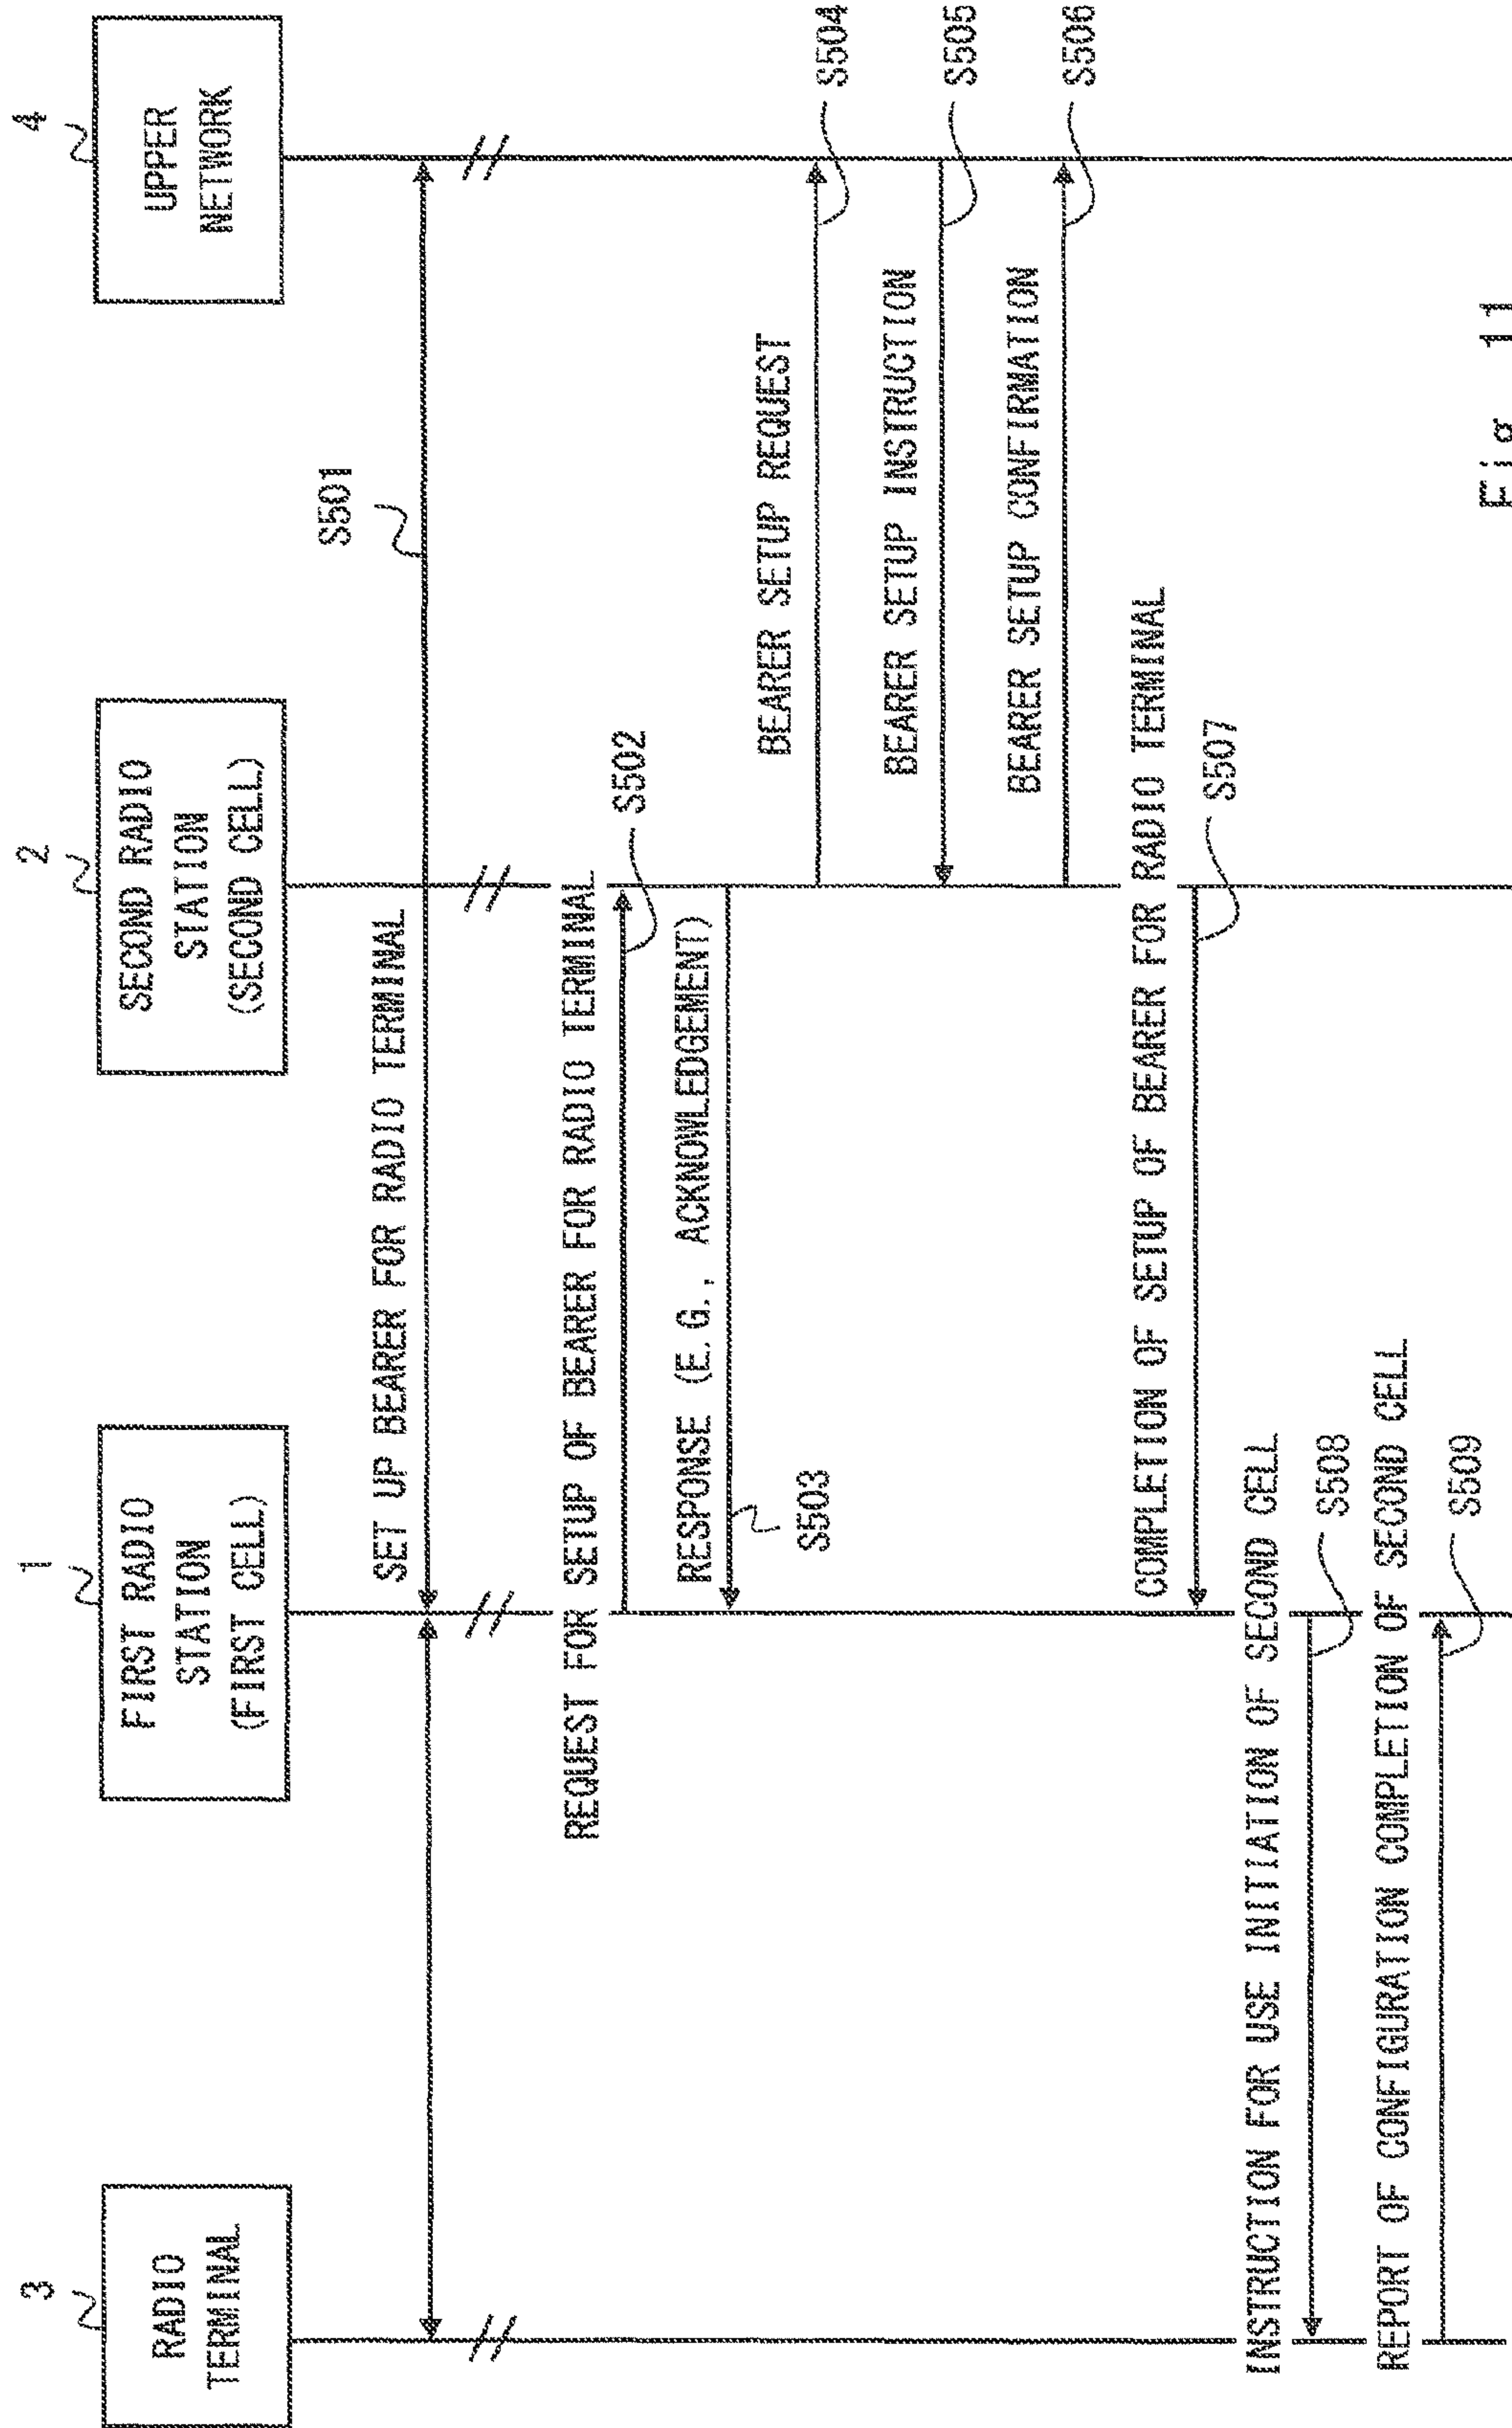 3
RADIO
TERMINAL
1
FIRST RADIO
STATION
(FIRST CELL)
2
SECOND RADIO
STATION
(SECOND CELL)
4
UPPER
NETWORK
S501
SET UP BEARER FOR RADIO TERMINAL
REQUEST FOR SETUP OF BEARER FOR RADIO TERMINAL
S502
RESPONSE (E.G., ACKNOWLEDGEMENT)
S503
BEARER SETUP REQUEST
S504
BEARER SETUP INSTRUCTION
S505
BEARER SETUP CONFIRMATION
S506
COMPLETION OF SETUP OF BEARER FOR RADIO TERMINAL
S507
INSTRUCTION FOR USE INITIATION OF SECOND CELL
S508
REPORT OF CONFIGURATION COMPLETION OF SECOND CELL
S509
Fig. 11